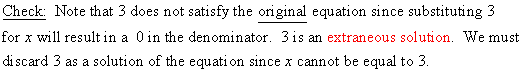 Check: Note that 3 does not satisfy the original equation since substituting 3
for x will result in a 0 in the denominator. 3 is an extraneous solution. We must
discard 3 as a solution of the equation since x cannot be equal to 3.